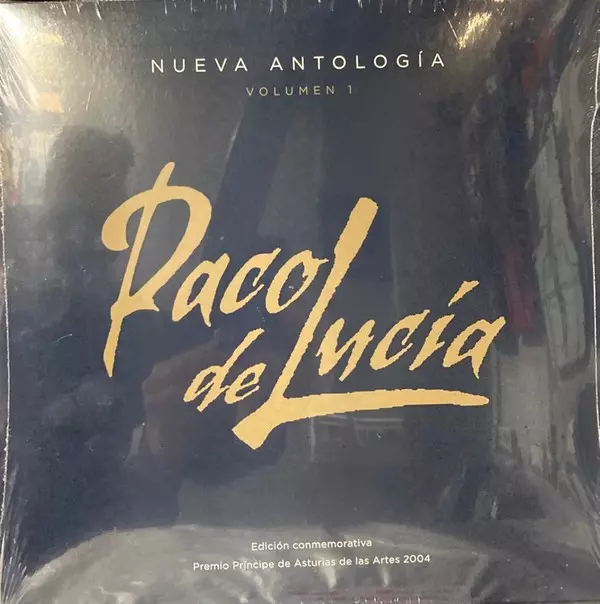 NUEVA ANTOLOGÍA
VOLUMEN 1
Paco
de Lucía
Edición conmemorativa
Premio Príncipe de Asturias de las Artes 2004